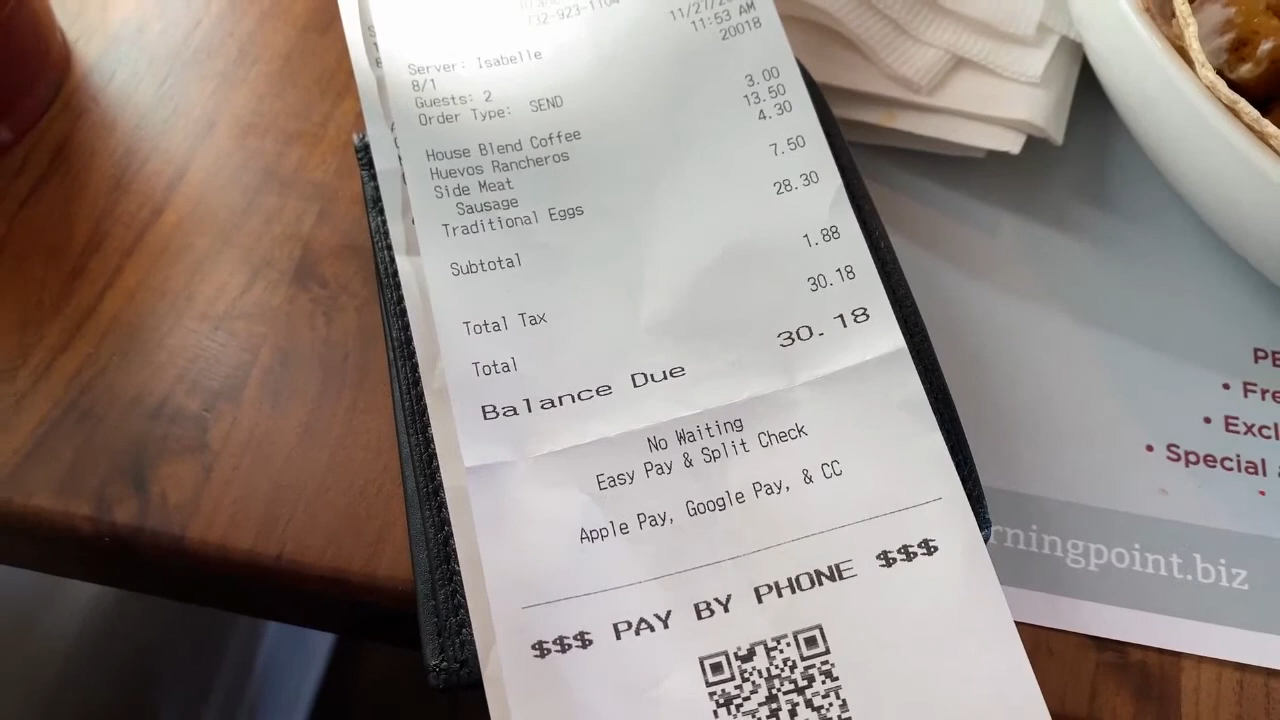 732-923-1104
11:53 AM
20018
Server: Isabelle
8/1
Guests: 2
Order Type: SEND
House Blend Coffee 3.00
Huevos Rancheros 13.50
Side Meat 4.30
Sausage
Traditional Eggs 7.50
Subtotal 28.30
Total Tax 1.88
Total 30.18
Balance Due 30.18
No Waiting
Easy Pay & Split Check
Apple Pay, Google Pay, & CC
$$$ PAY BY PHONE $$$
• Fre
• Excl
• Special
rningpoint.biz